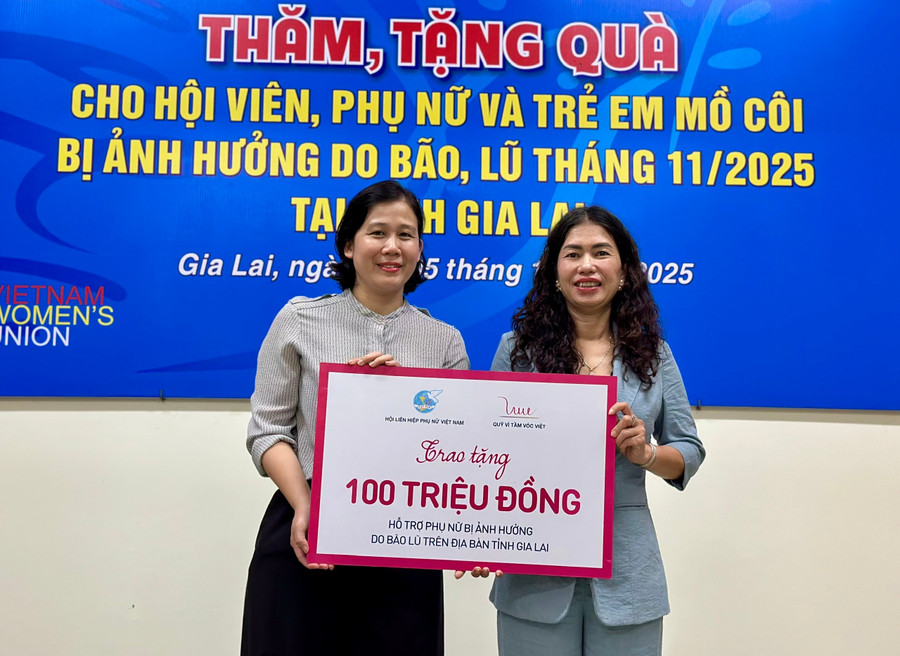 THĂM, TẶNG QUÀ
CHO HỘI VIÊN, PHỤ NỮ VÀ TRẺ EM MỒ CÔI
BỊ ẢNH HƯỞNG DO BÃO, LŨ THÁNG 11/2025
TẠI GIA LAI
Gia Lai, tháng 2025
VIETNAM
WOMEN'S
UNION
HỘI LIÊN HIỆP PHỤ NỮ VIỆT NAM
True
QUỸ VÌ TẦM VÓC VIỆT
Trao tặng
100 TRIỆU ĐỒNG
HỖ TRỢ PHỤ NỮ BỊ ẢNH HƯỞNG
DO BÃO LŨ TRÊN ĐỊA BÀN TỈNH GIA LAI